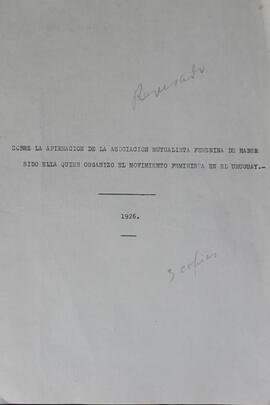 Revisado
SOBRE LA AFIRMACION DE LA ASOCIACION MUTUALISTA FEMENINA DE HABER
SIDO ELLA QUIEN ORGANIZO EL MOVIMIENTO FEMINISTA EN EL URUGUAY.-
1926.
3 copias